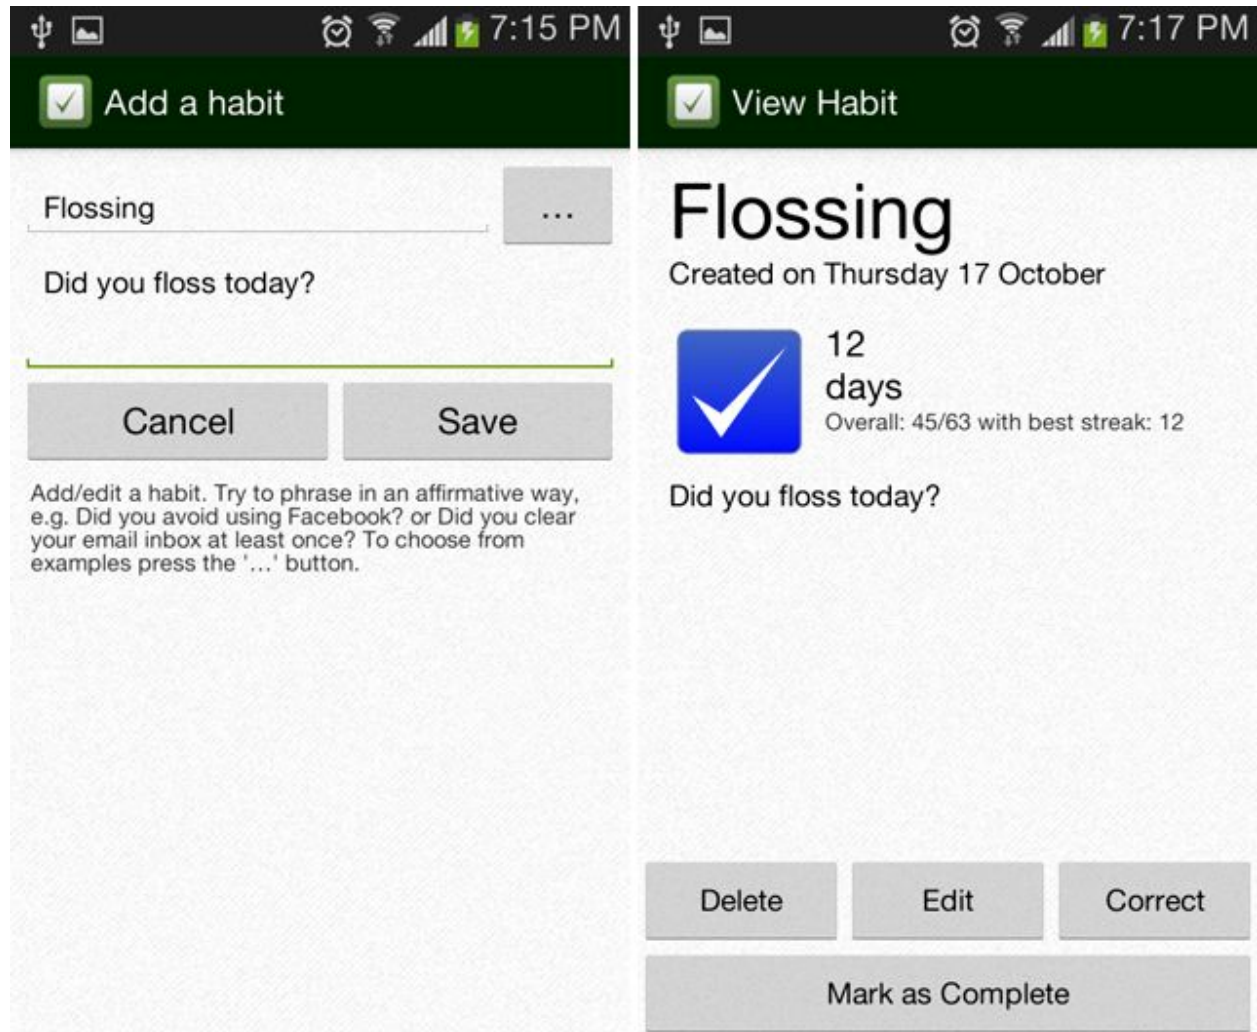 7:15 PM
Add a habit
Flossing
...
Did you floss today?
Cancel
Save
Add/edit a habit. Try to phrase in an affirmative way,
e.g. Did you avoid using Facebook? or Did you clear
your email inbox at least once? To choose from
examples press the '...' button.
7:17 PM
View Habit
Flossing
Created on Thursday 17 October
12
days
Overall: 45/63 with best streak: 12
Did you floss today?
Delete
Edit
Correct
Mark as Complete